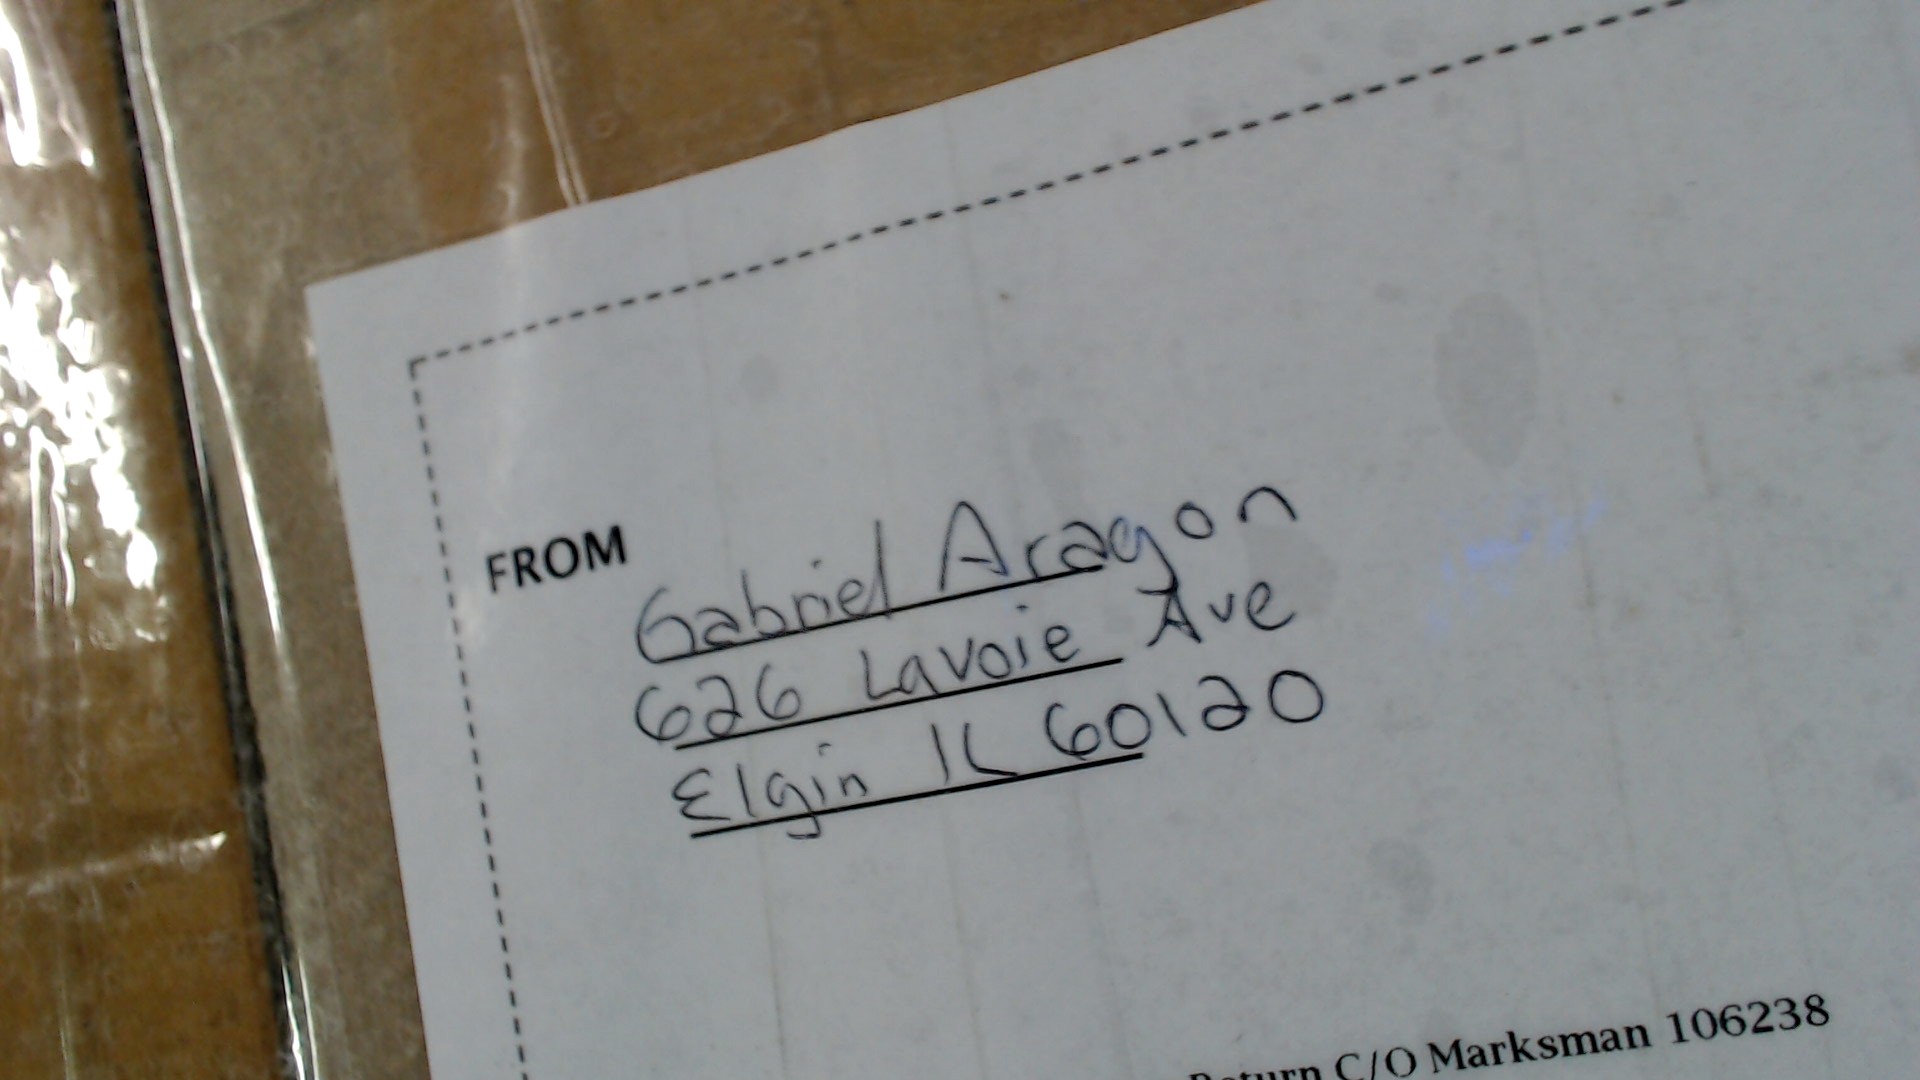 FROM
Gabriel Aragon
626 Lavoie Ave
Elgin IL 60120
Return C/O Marksman 106238